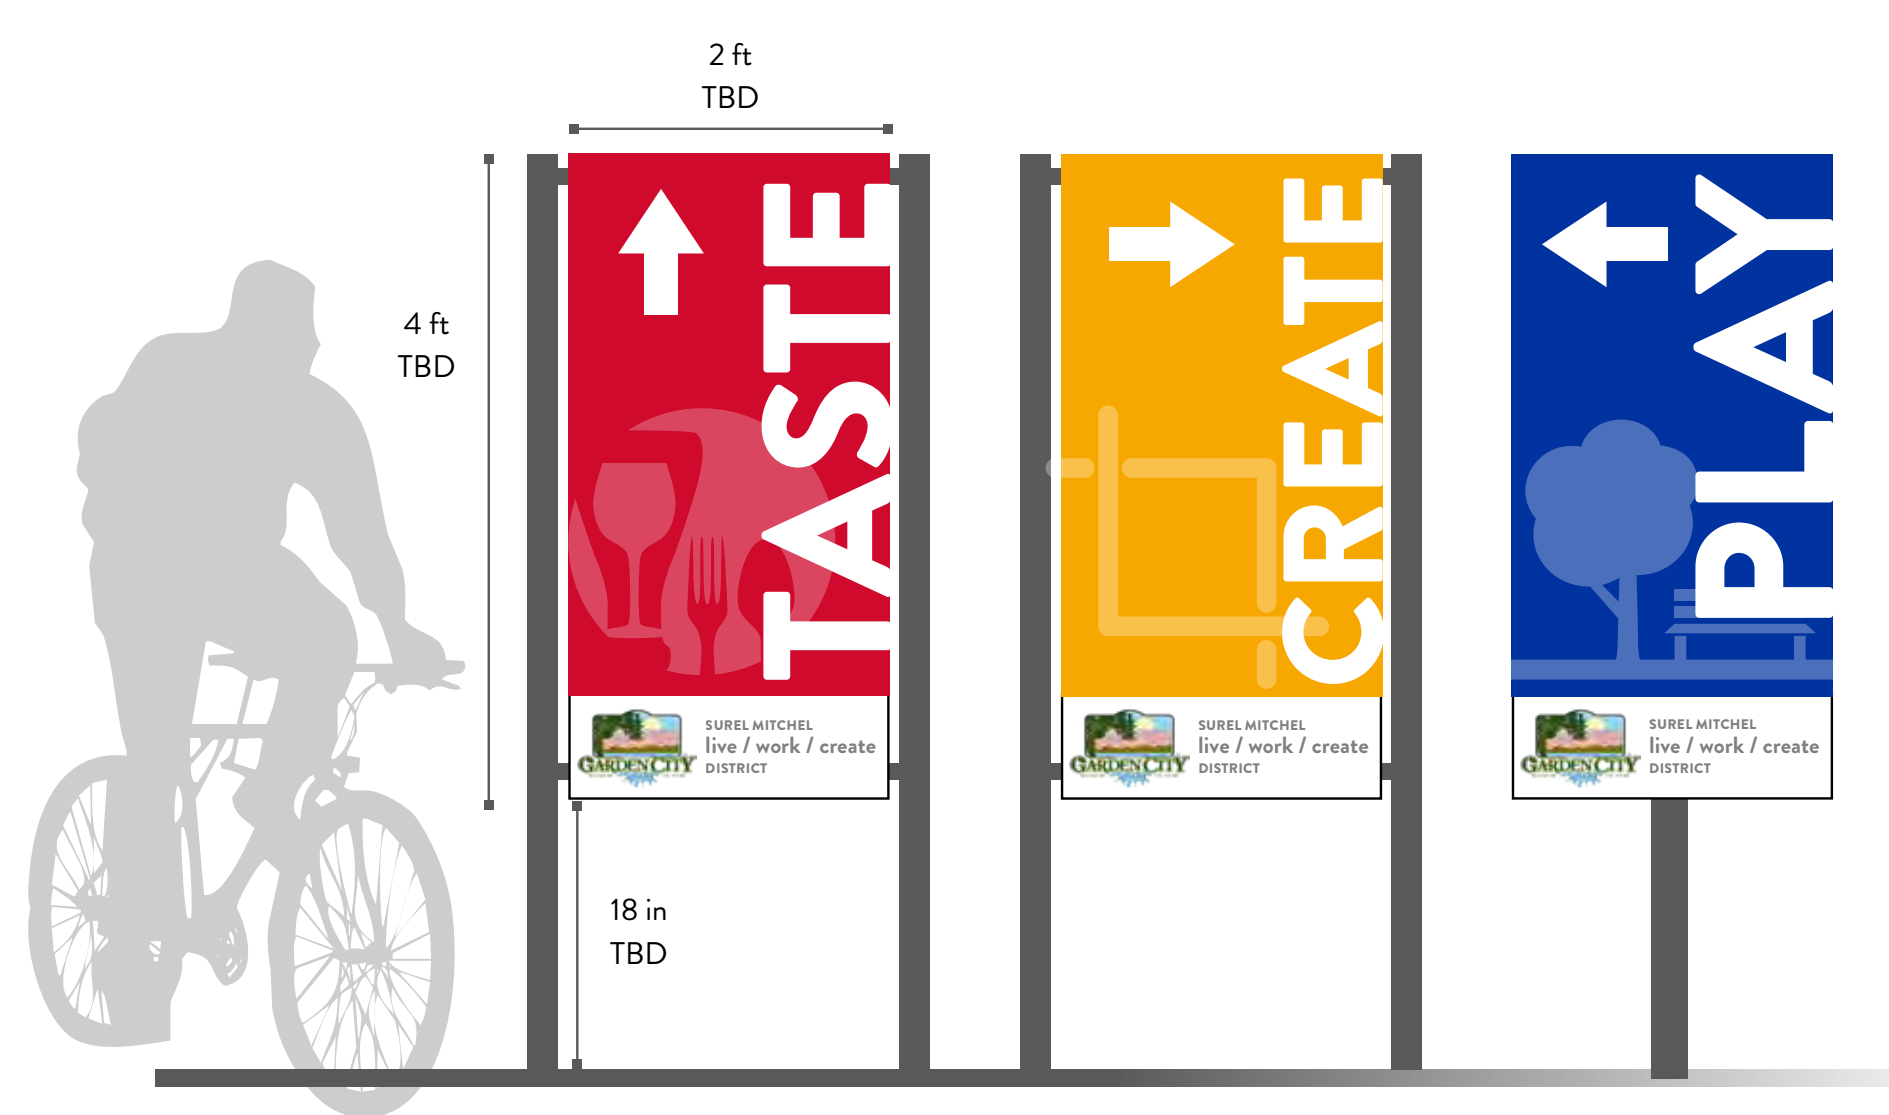 2 ft
TBD
4 ft
TBD
TASTE
CREATE
PLAY
GARDEN CITY
SUREL MITCHEL
live / work / create
DISTRICT
GARDEN CITY
SUREL MITCHEL
live / work / create
DISTRICT
GARDEN CITY
SUREL MITCHEL
live / work / create
DISTRICT
18 in
TBD